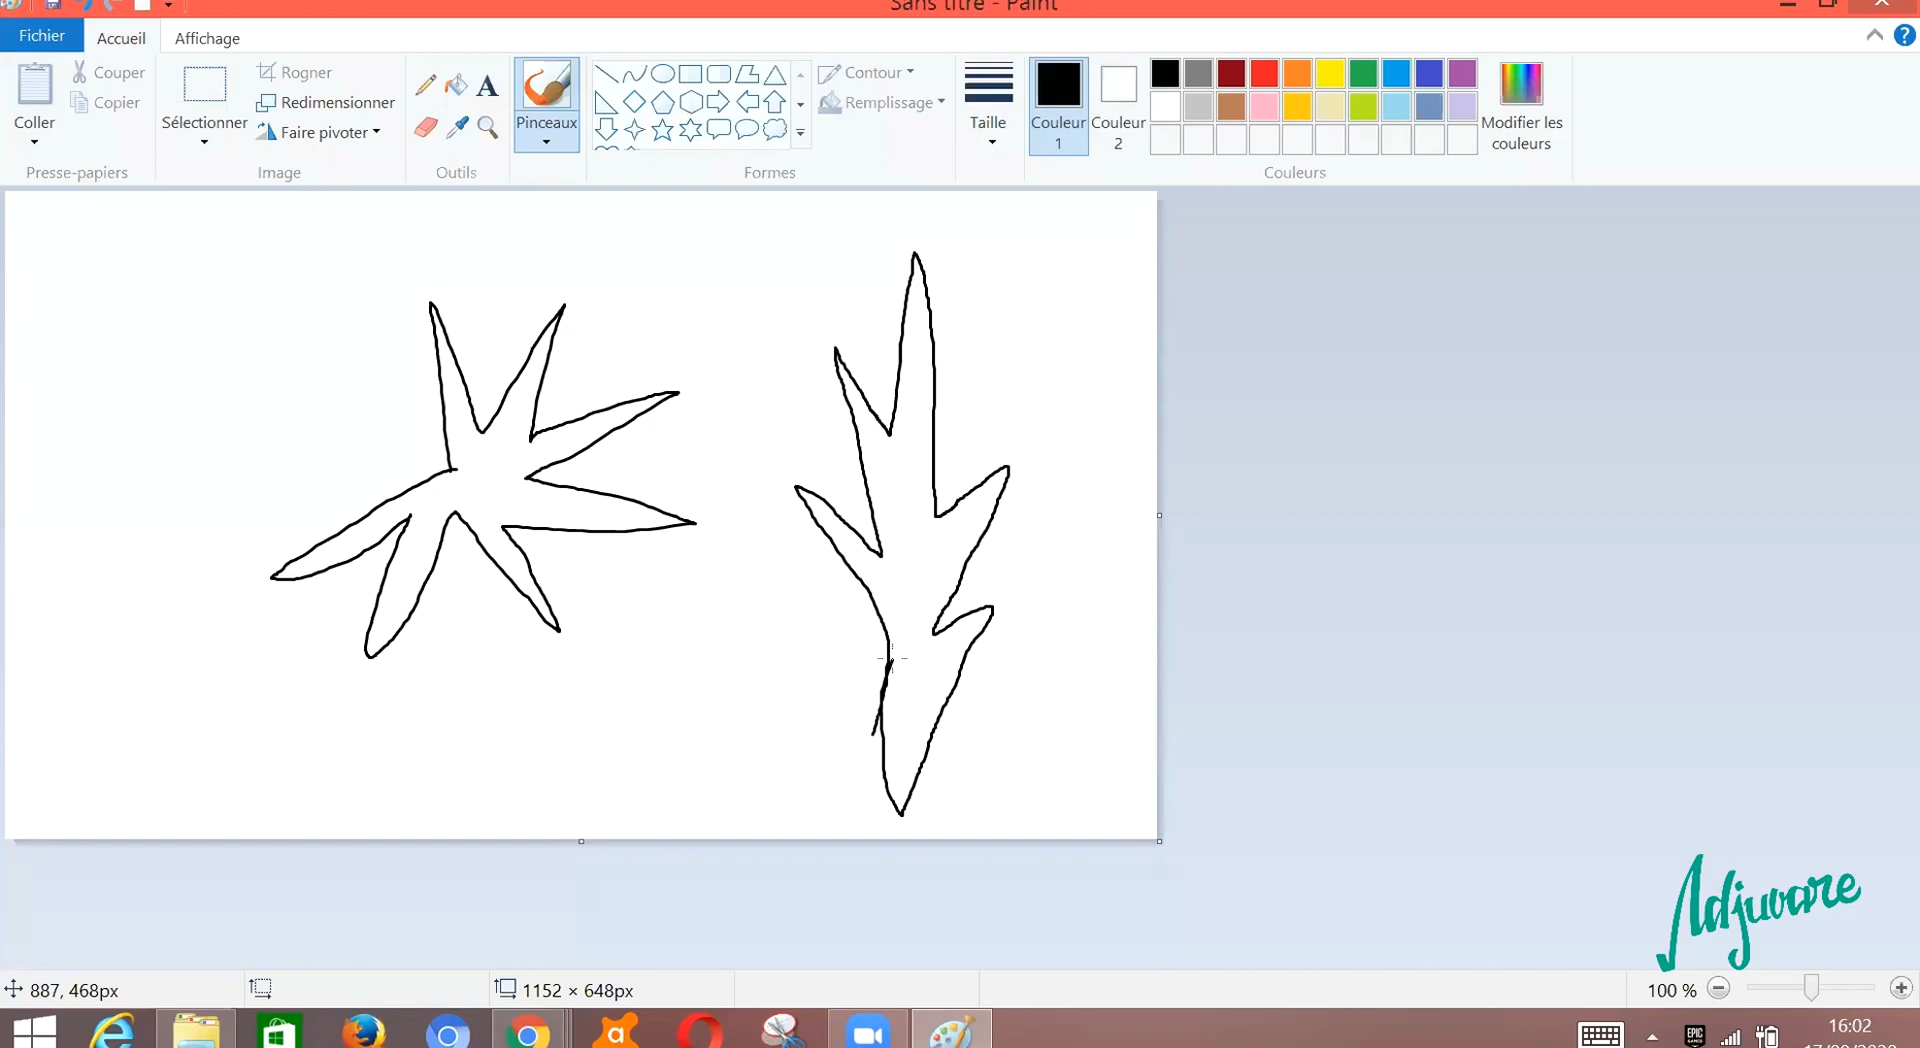 Sans titre - Paint
Fichier
Accueil
Affichage
Coller
Couper
Copier
Presse-papiers
Sélectionner
Rogner
Redimensionner
Faire pivoter
Image
A
Outils
Pinceaux
Contour
Remplissage
Formes
Taille
Couleur
1
Couleur
2
Modifier les
couleurs
Couleurs
Adjuvare
887, 468px
1152 × 648px
100 %
EPIC
GAMES
16:02